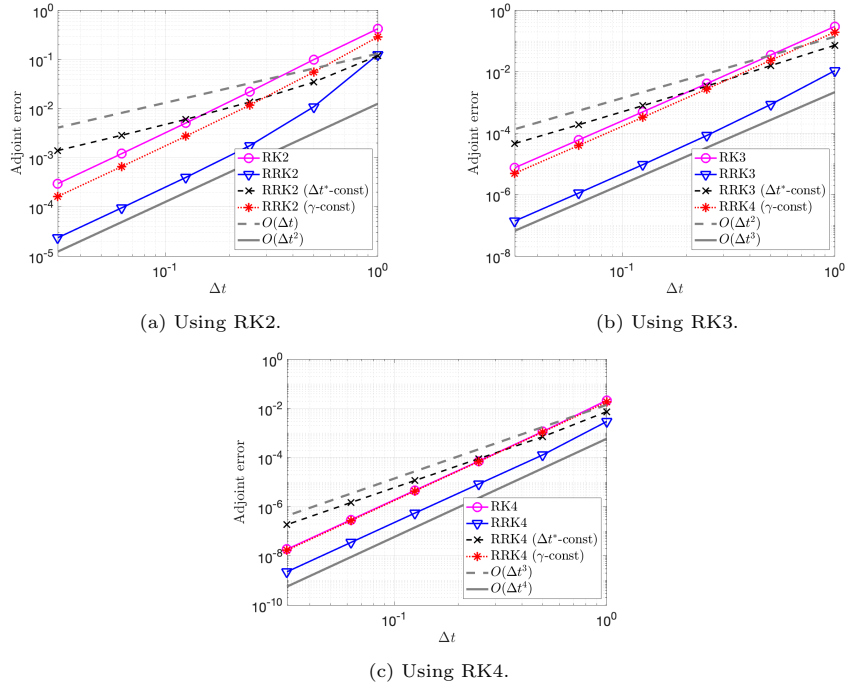 10^0
10^-1
10^-2
10^-3
10^-4
10^-5
Adjoint error
RK2
RRK2
RRK2 (Δt*-const)
RRK2 (γ-const)
O(Δt)
O(Δt^2)
10^-1
10^0
Δt
(a) Using RK2.
10^0
10^-2
10^-4
10^-6
10^-8
Adjoint error
RK3
RRK3
RRK3 (Δt*-const)
RRK4 (γ-const)
O(Δt^2)
O(Δt^3)
10^-1
10^0
Δt
(b) Using RK3.
10^0
10^-2
10^-4
10^-6
10^-8
10^-10
Adjoint error
RK4
RRK4
RRK4 (Δt*-const)
RRK4 (γ-const)
O(Δt^3)
O(Δt^4)
10^-1
10^0
Δt
(c) Using RK4.